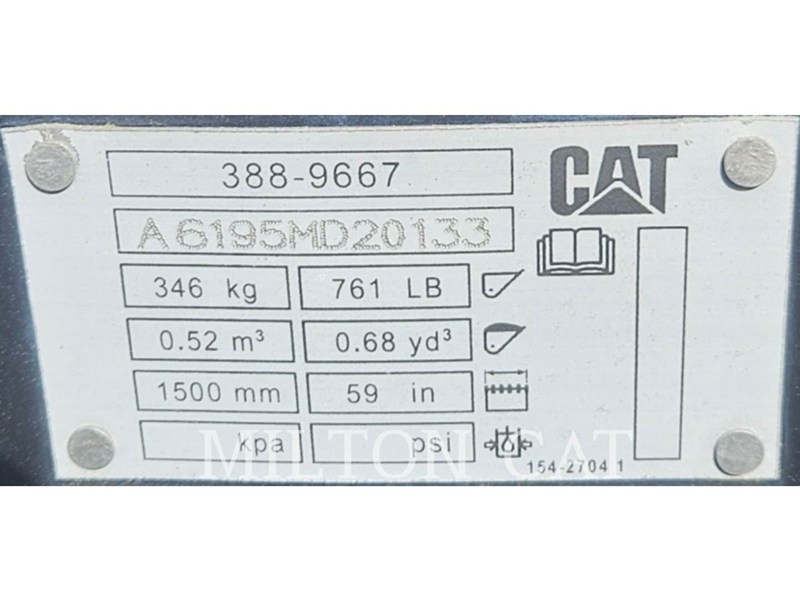 388-9667
CAT
A6195MD20133
346 kg 761 LB
0.52 m³ 0.68 yd³
1500 mm 59 in
kpa psi
154-2704 1
MILTON CAT